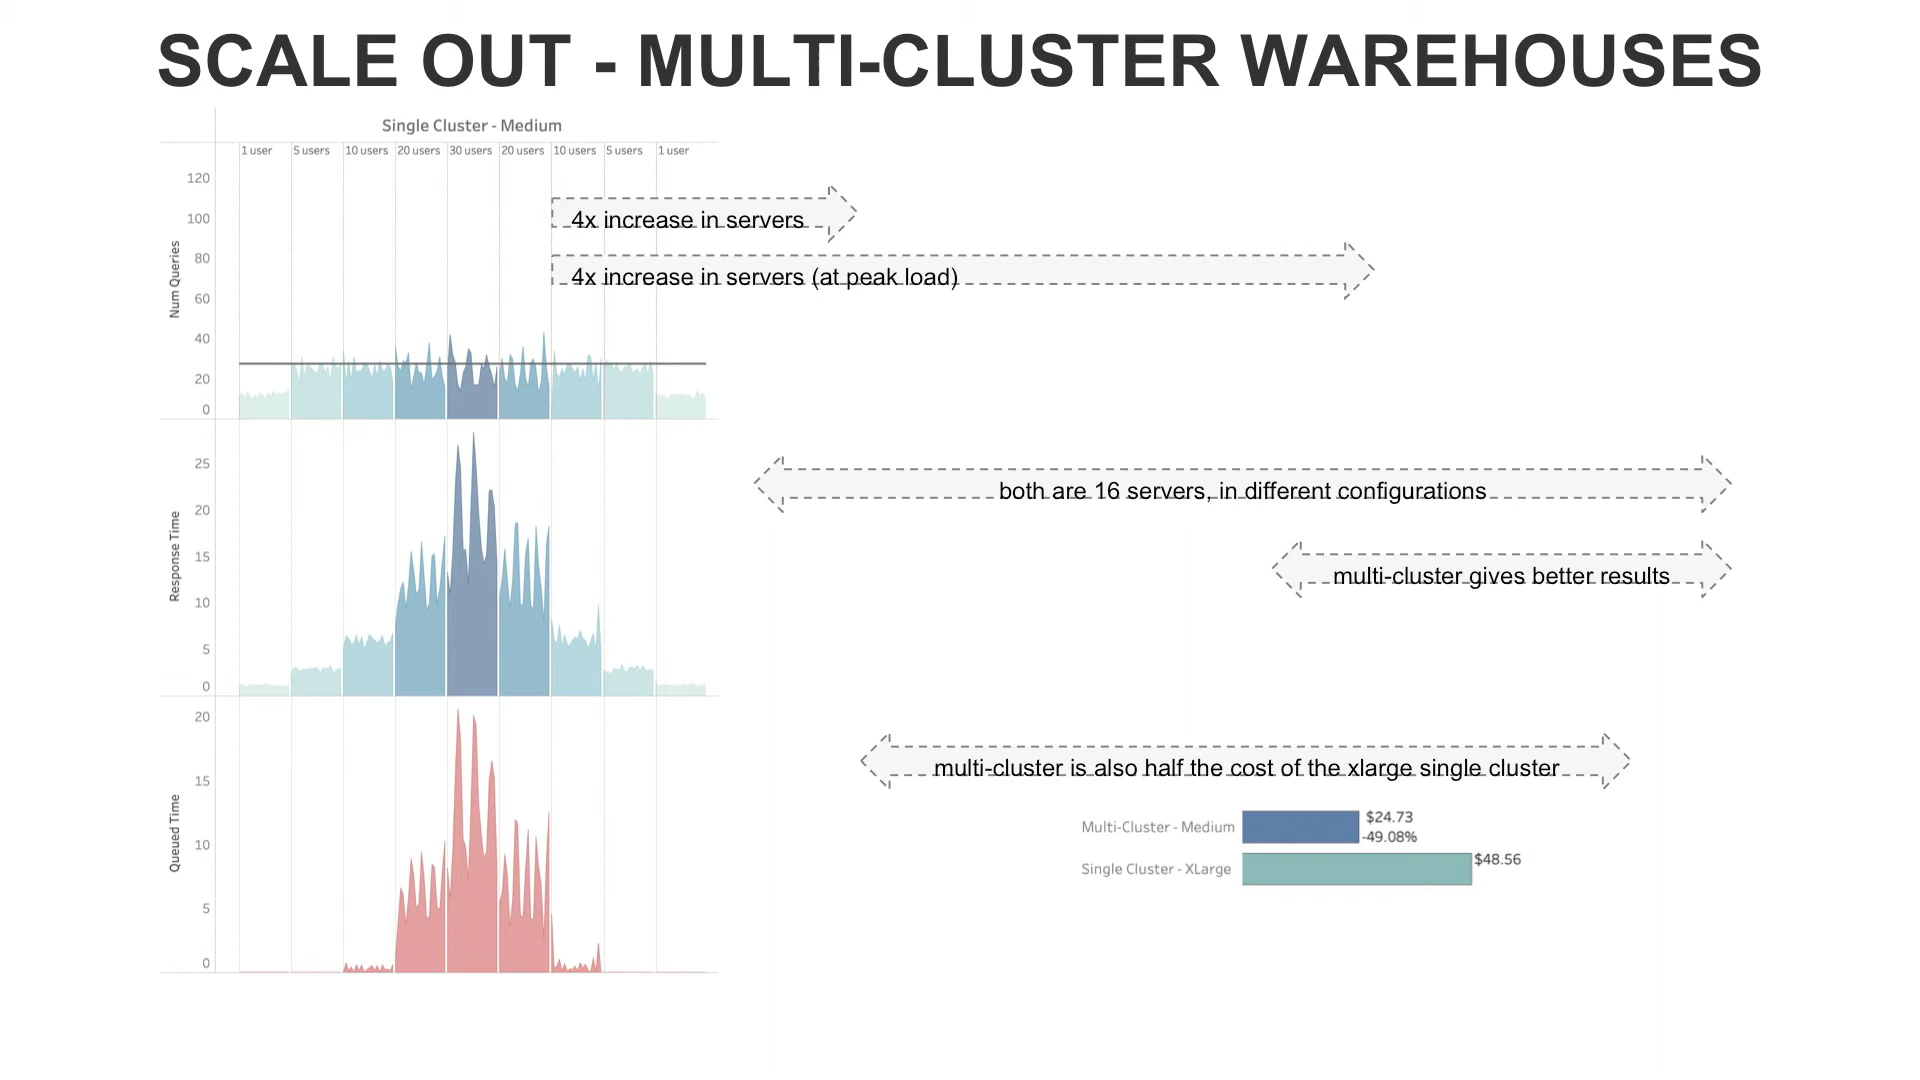 SCALE OUT - MULTI-CLUSTER WAREHOUSES
Single Cluster - Medium
1 user 5 users 10 users 20 users 30 users 20 users 10 users 5 users 1 user
Num Queries
120
100
80
60
40
20
0
4x increase in servers
4x increase in servers (at peak load)
Response Time
25
20
15
10
5
0
both are 16 servers, in different configurations
multi-cluster gives better results
Queued Time
20
15
10
5
0
multi-cluster is also half the cost of the xlarge single cluster
Multi-Cluster - Medium
$24.73
-49.08%
Single Cluster - XLarge
$48.56